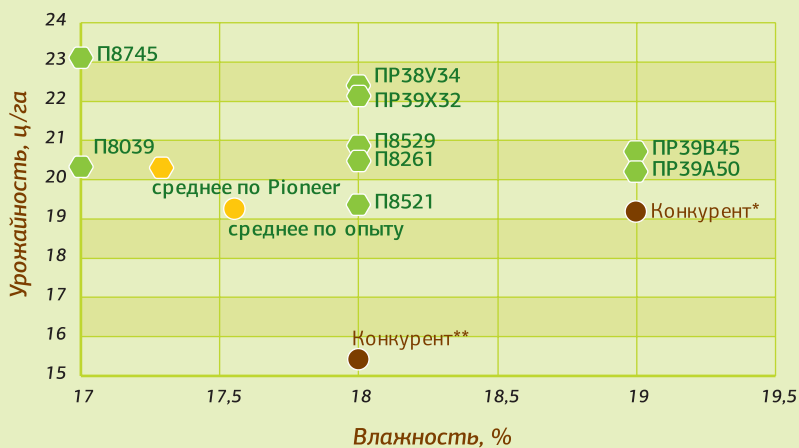 Урожайность, ц/га
24
23
22
21
20
19
18
17
16
15
П8745
ПР38У34
ПР39Х32
П8039
П8529
П8261
ПР39В45
ПР39А50
среднее по Pioneer
П8521
Конкурент*
среднее по опыту
Конкурент**
17
17,5
18
18,5
19
19,5
Влажность, %